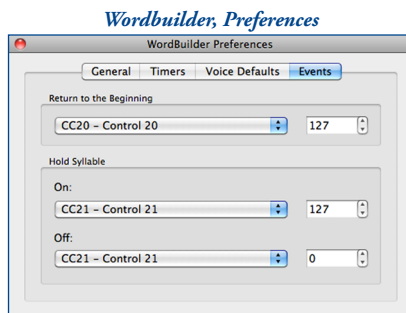 Wordbuilder, Preferences
WordBuilder Preferences
General Timers Voice Defaults Events
Return to the Beginning
CC20 – Control 20 127
Hold Syllable
On:
CC21 – Control 21 127
Off:
CC21 – Control 21 0